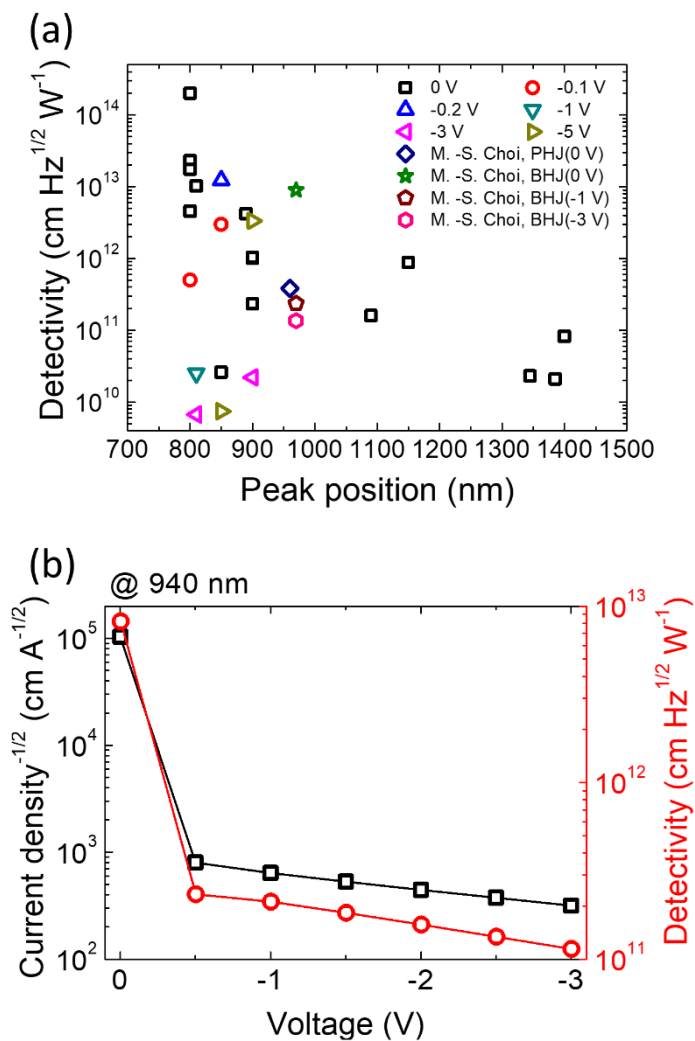 (a)
Detectivity (cm Hz^1/2 W^-1)
10^14
10^13
10^12
10^11
10^10
0 V
-0.1 V
-0.2 V
-1 V
-3 V
-5 V
M. -S. Choi, PHJ(0 V)
M. -S. Choi, BHJ(0 V)
M. -S. Choi, BHJ(-1 V)
M. -S. Choi, BHJ(-3 V)
700 800 900 1000 1100 1200 1300 1400 1500
Peak position (nm)
(b)
@ 940 nm
Current density^-1/2 (cm A^-1/2)
10^5
10^4
10^3
10^2
10^13
10^12
10^11
Detectivity (cm Hz^1/2 W^-1)
0 -1 -2 -3
Voltage (V)